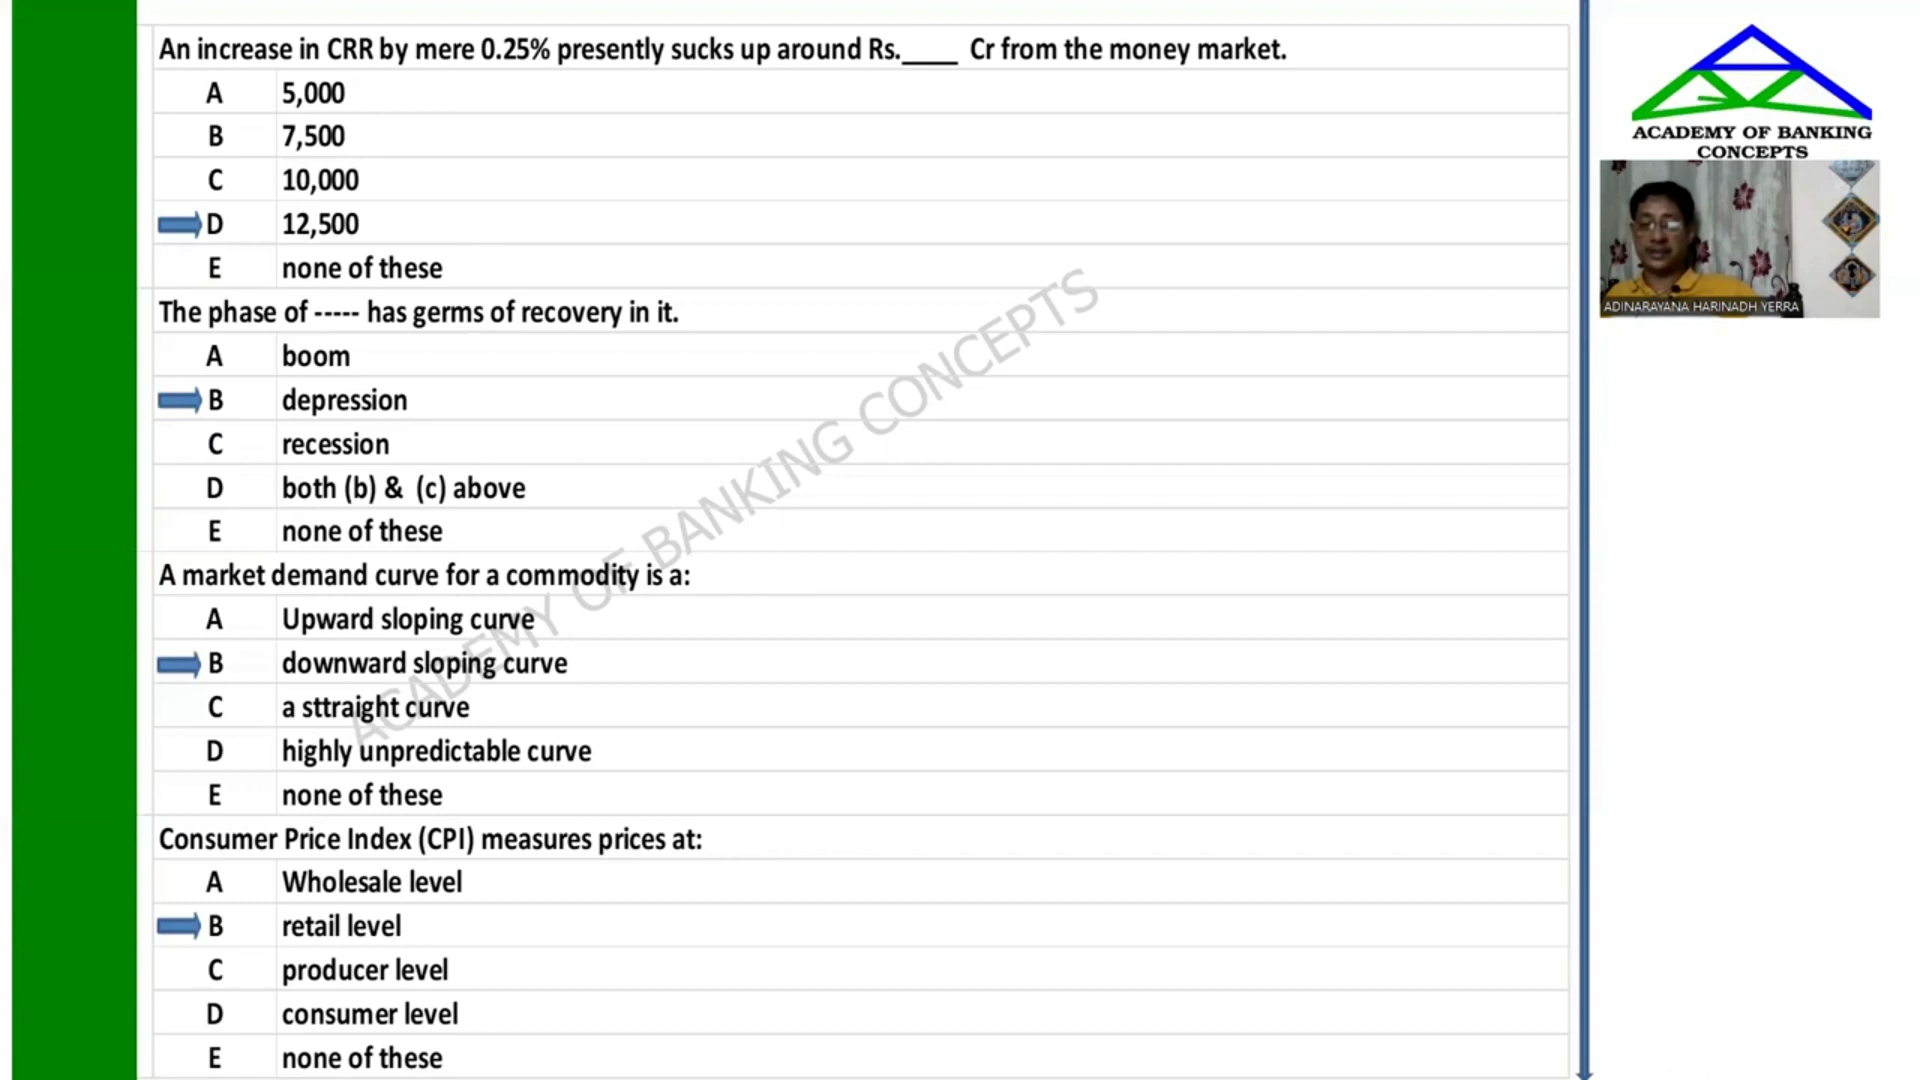 An increase in CRR by mere 0.25% presently sucks up around Rs.____ Cr from the money market.
A 5,000
B 7,500
C 10,000
D 12,500
E none of these
The phase of ----- has germs of recovery in it.
A boom
B depression
C recession
D both (b) & (c) above
E none of these
A market demand curve for a commodity is a:
A Upward sloping curve
B downward sloping curve
C a sttraight curve
D highly unpredictable curve
E none of these
Consumer Price Index (CPI) measures prices at:
A Wholesale level
B retail level
C producer level
D consumer level
E none of these
ACADEMY OF BANKING CONCEPTS
ACADEMY OF BANKING
CONCEPTS
ADINARAYANA HARINADH YERRA